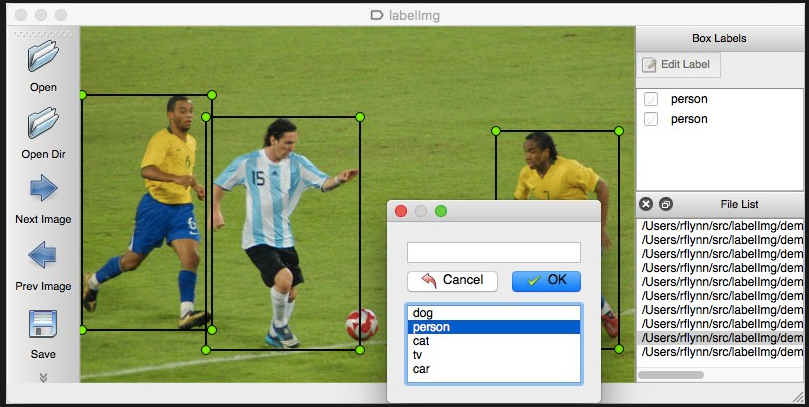 labelImg
Open
Open Dir
Next Image
Prev Image
Save
6
6
15
7
Cancel
OK
dog
person
cat
tv
car
Box Labels
Edit Label
person
person
File List
/Users/rflynn/src/labelImg/dem
/Users/rflynn/src/labelImg/dem
/Users/rflynn/src/labelImg/dem
/Users/rflynn/src/labelImg/dem
/Users/rflynn/src/labelImg/dem
/Users/rflynn/src/labelImg/dem
/Users/rflynn/src/labelImg/dem
/Users/rflynn/src/labelImg/dem
/Users/rflynn/src/labelImg/dem
/Users/rflynn/src/labelImg/dem